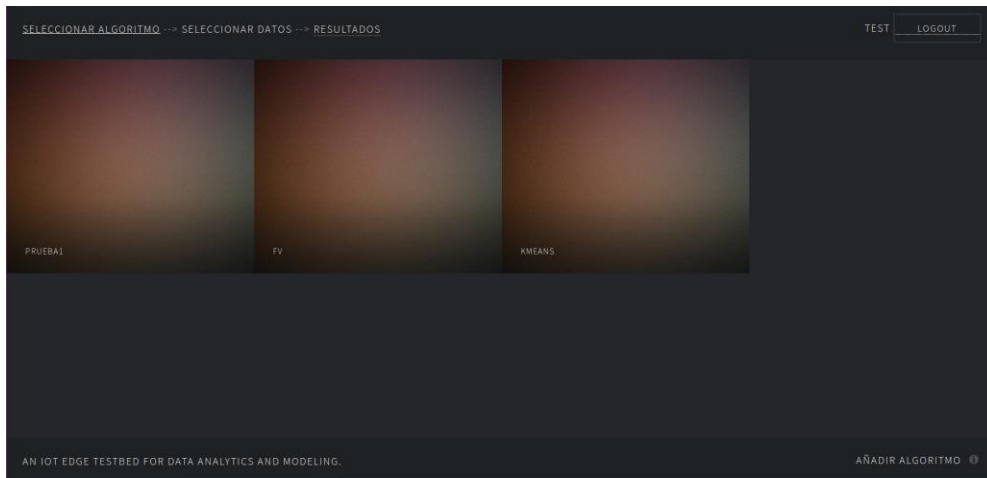 SELECCIONAR ALGORITMO --> SELECCIONAR DATOS --> RESULTADOS
TEST LOGOUT
PRUEBA1
FV
KMEANS
AN IOT EDGE TESTBED FOR DATA ANALYTICS AND MODELING.
AÑADIR ALGORITMO